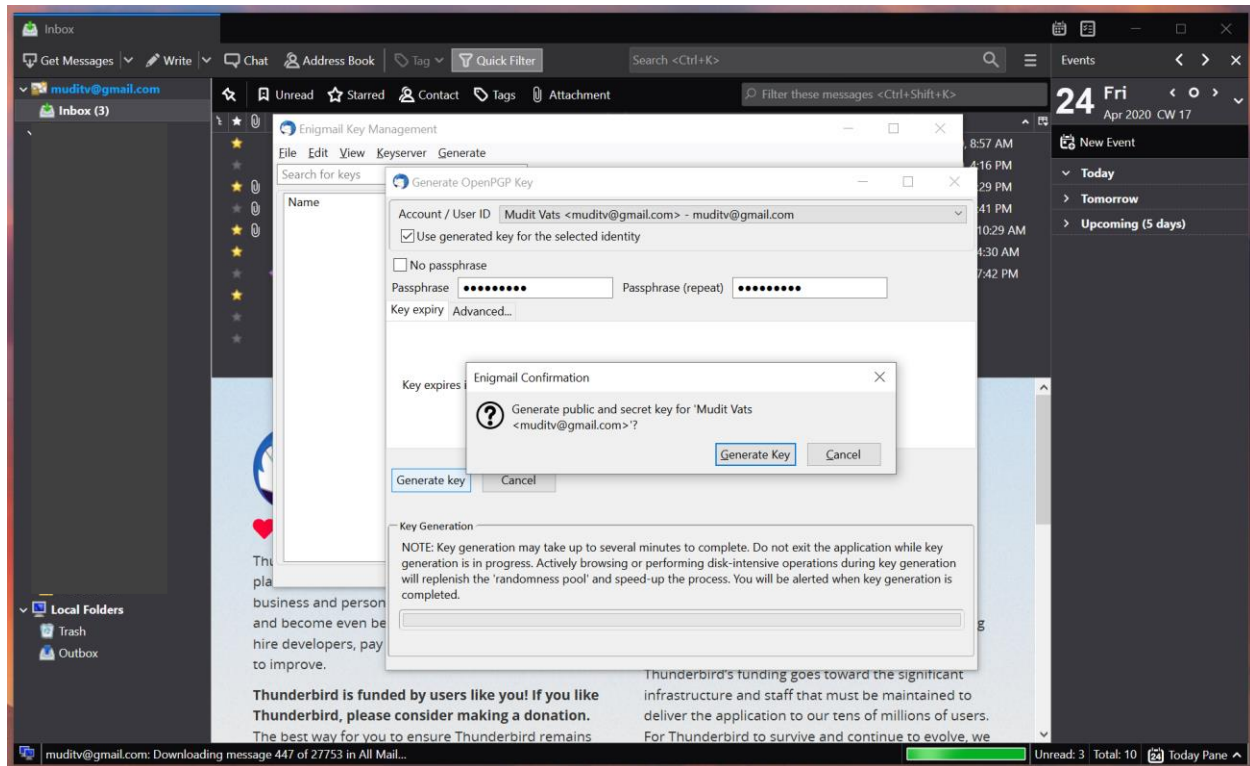 Inbox
Get Messages Write Chat Address Book Tag Quick Filter Search <Ctrl+K>
Events
muditv@gmail.com
Inbox (3)
Unread Starred Contact Tags Attachment Filter these messages <Ctrl+Shift+K>
24 Fri
Apr 2020 CW 17
New Event
Today
Tomorrow
Upcoming (5 days)
, 8:57 AM
4:16 PM
:29 PM
:41 PM
10:29 AM
4:30 AM
7:42 PM
Enigmail Key Management
File Edit View Keyserver Generate
Search for keys
Name
Generate OpenPGP Key
Account / User ID Mudit Vats <muditv@gmail.com> - muditv@gmail.com
Use generated key for the selected identity
No passphrase
Passphrase ●●●●●●●●● Passphrase (repeat) ●●●●●●●●●
Key expiry Advanced...
Key expires i
Enigmail Confirmation
Generate public and secret key for 'Mudit Vats
<muditv@gmail.com>'?
Generate Key Cancel
Generate key Cancel
Key Generation
NOTE: Key generation may take up to several minutes to complete. Do not exit the application while key
generation is in progress. Actively browsing or performing disk-intensive operations during key generation
will replenish the 'randomness pool' and speed-up the process. You will be alerted when key generation is
completed.
Local Folders
Trash
Outbox
Thu
pla
business and person
and become even be
hire developers, pay
to improve.
Thunderbird is funded by users like you! If you like
Thunderbird, please consider making a donation.
The best way for you to ensure Thunderbird remains
g
Thunderbird's funding goes toward the significant
infrastructure and staff that must be maintained to
deliver the application to our tens of millions of users.
For Thunderbird to survive and continue to evolve, we
muditv@gmail.com: Downloading message 447 of 27753 in All Mail...
Unread: 3 Total: 10 24 Today Pane